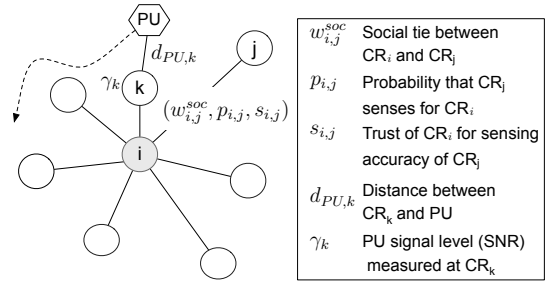 PU
d_{PU,k}
j
γ_k
k
(w^{soc}_{i,j}, p_{i,j}, s_{i,j})
i
w^{soc}_{i,j} Social tie between
CR_i and CR_j
p_{i,j} Probability that CR_j
senses for CR_i
s_{i,j} Trust of CR_i for sensing
accuracy of CR_j
d_{PU,k} Distance between
CR_k and PU
γ_k PU signal level (SNR)
measured at CR_k